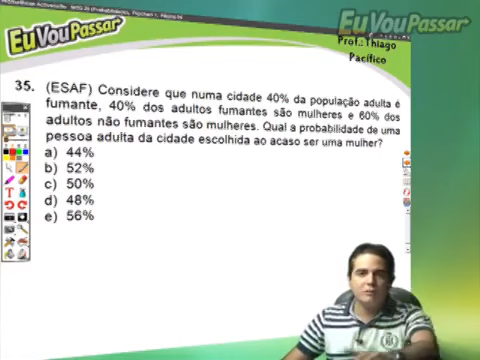 EuVouPassar
EuVouPassar
Prof.: Thiago
Pacífico
35. (ESAF) Considere que numa cidade 40% da população adulta é
fumante, 40% dos adultos fumantes são mulheres e 60% dos
adultos não fumantes são mulheres. Qual a probabilidade de uma
pessoa adulta da cidade escolhida ao acaso ser uma mulher?
a) 44%
b) 52%
c) 50%
d) 48%
e) 56%